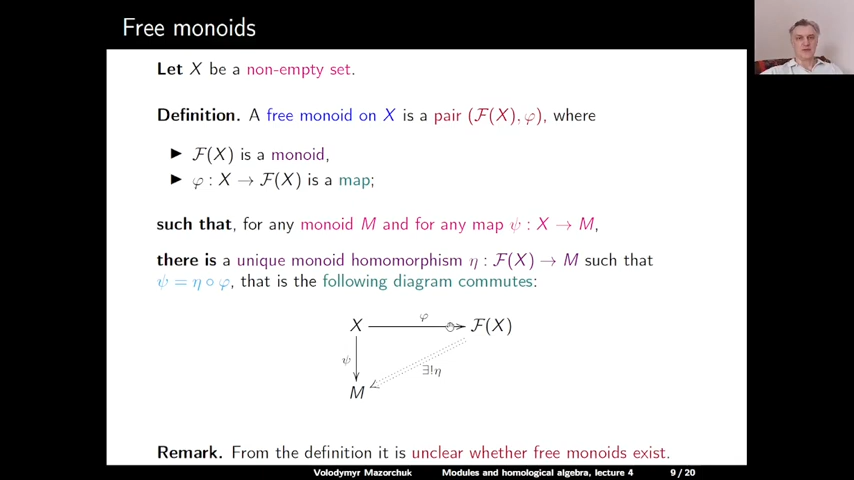 Free monoids
Let X be a non-empty set.
Definition. A free monoid on X is a pair (ℱ(X), φ), where
▶ ℱ(X) is a monoid,
▶ φ : X → ℱ(X) is a map;
such that, for any monoid M and for any map ψ : X → M,
there is a unique monoid homomorphism η : ℱ(X) → M such that
ψ = η ∘ φ, that is the following diagram commutes:
φ
X ℱ(X)
ψ
∃!η
M
Remark. From the definition it is unclear whether free monoids exist.
Volodymyr Mazorchuk Modules and homological algebra, lecture 4 9 / 20